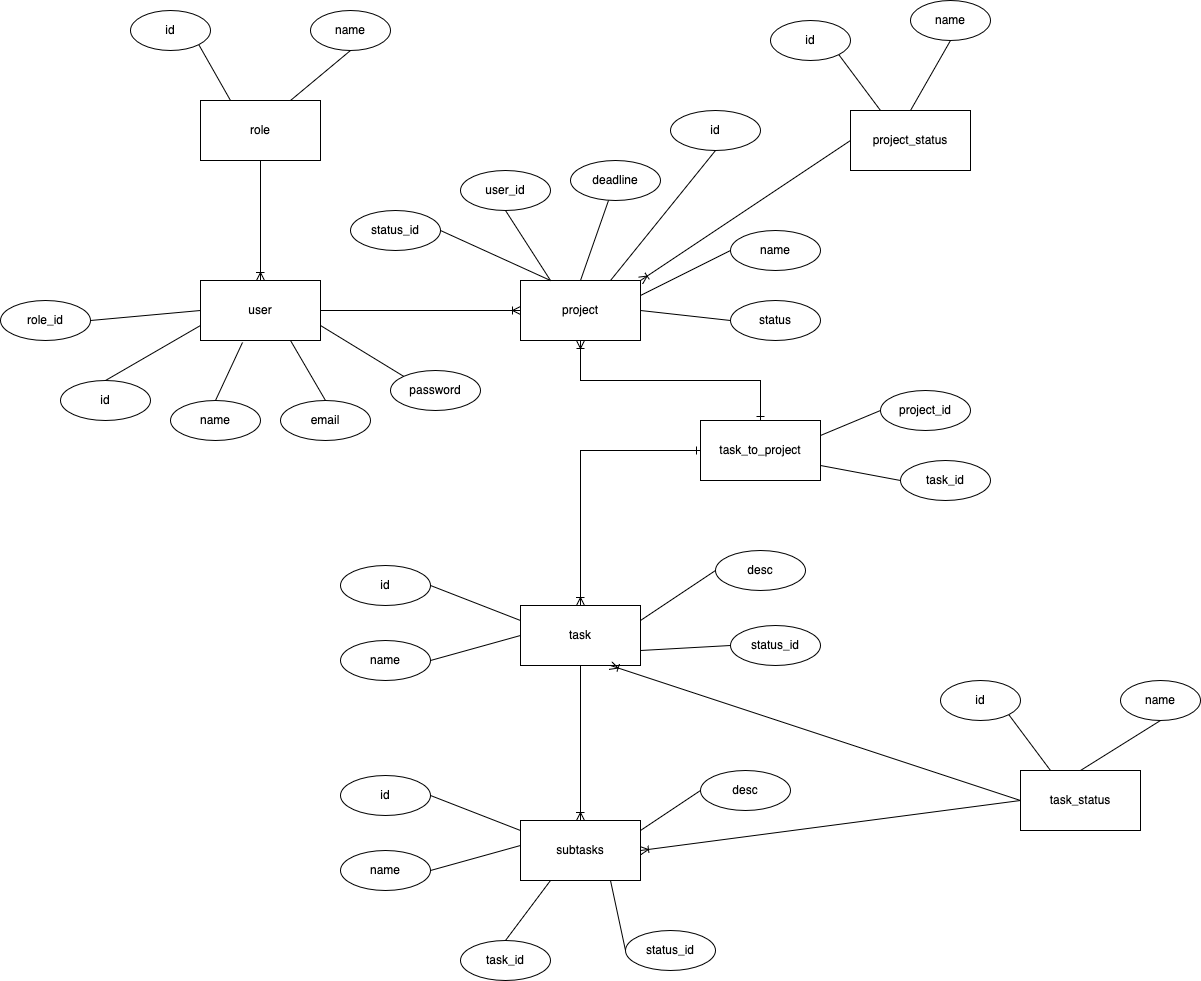 id
name
role
id
name
project_status
id
deadline
user_id
status_id
name
status
project
user
role_id
id
name
email
password
project_id
task_to_project
task_id
id
desc
task
name
status_id
id
name
task_status
id
desc
subtasks
name
task_id
status_id